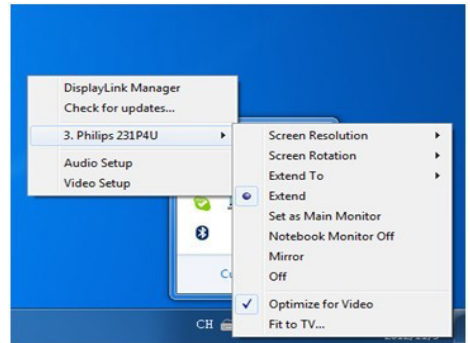 DisplayLink Manager
Check for updates...
3. Philips 231P4U
Audio Setup
Video Setup
Screen Resolution
Screen Rotation
Extend To
Extend
Set as Main Monitor
Notebook Monitor Off
Mirror
Off
Optimize for Video
Fit to TV...
CH